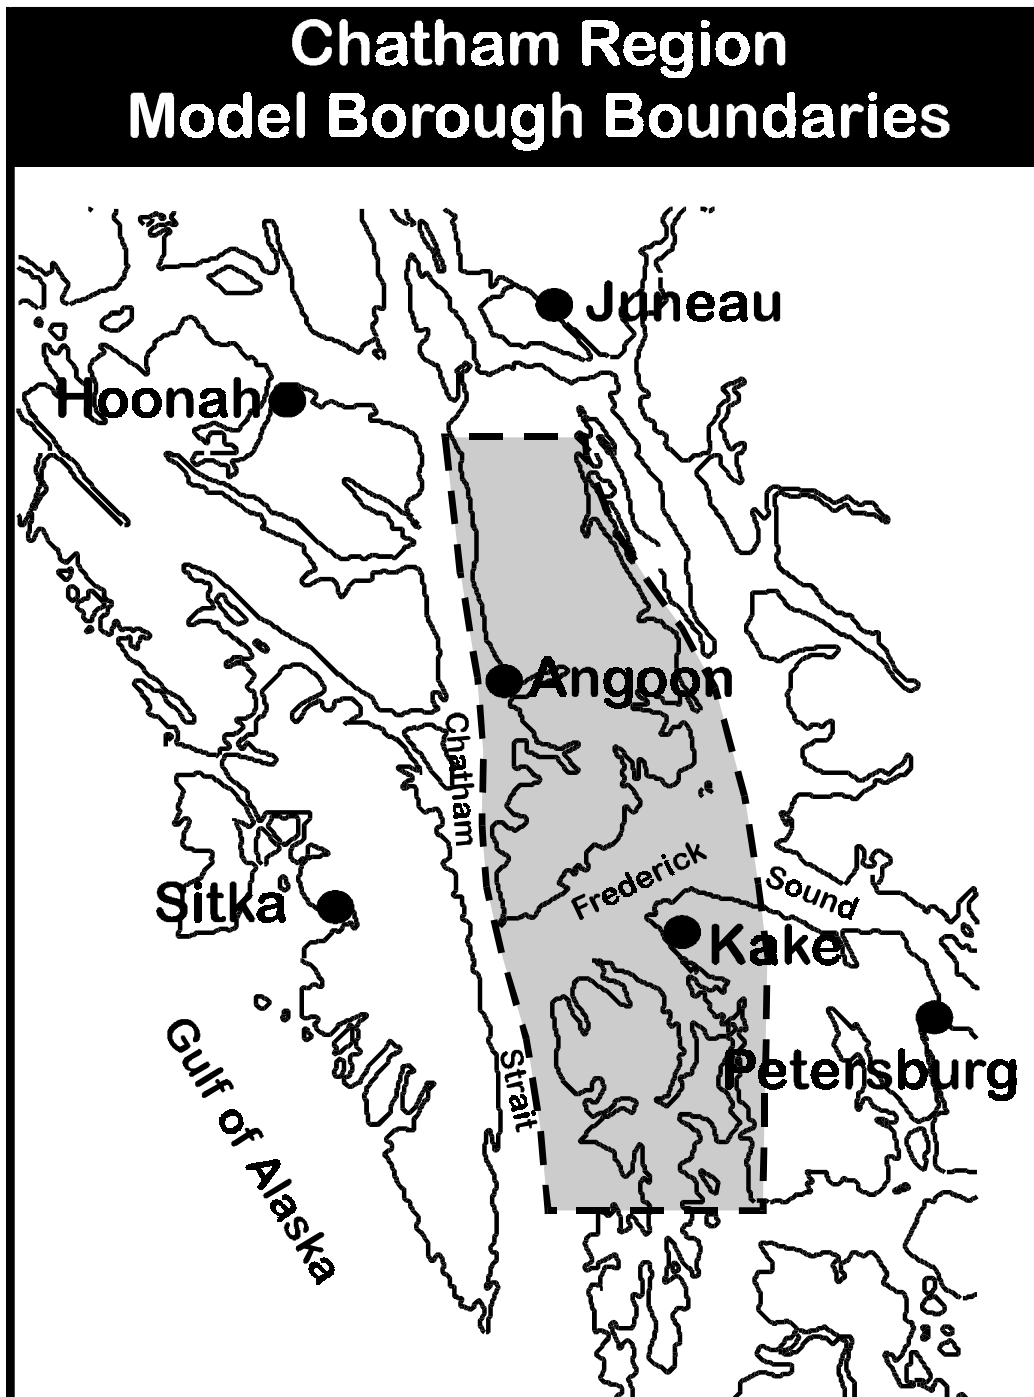 Chatham Region
Model Borough Boundaries
Juneau
Hoonah
Angoon
Chatham
Frederick
Sound
Sitka
Kake
Petersburg
Strait
Gulf of Alaska